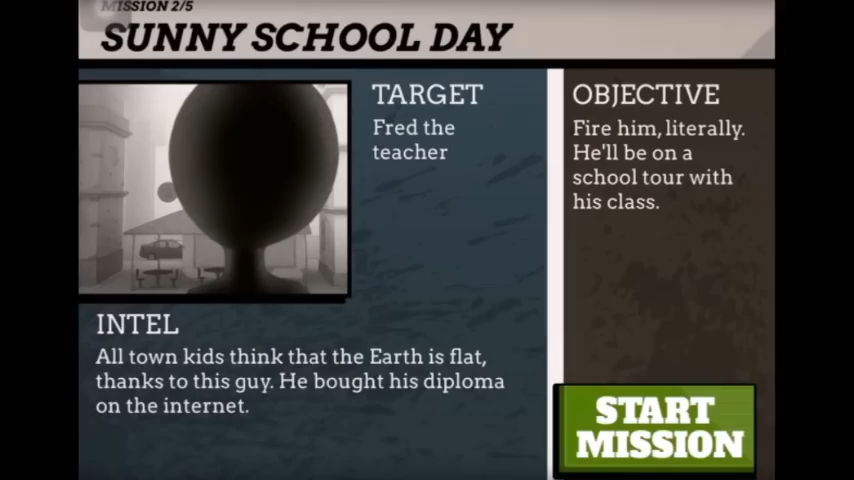 MISSION 2/5
SUNNY SCHOOL DAY
TARGET
Fred the
teacher
OBJECTIVE
Fire him, literally.
He'll be on a
school tour with
his class.
INTEL
All town kids think that the Earth is flat,
thanks to this guy. He bought his diploma
on the internet.
START
MISSION